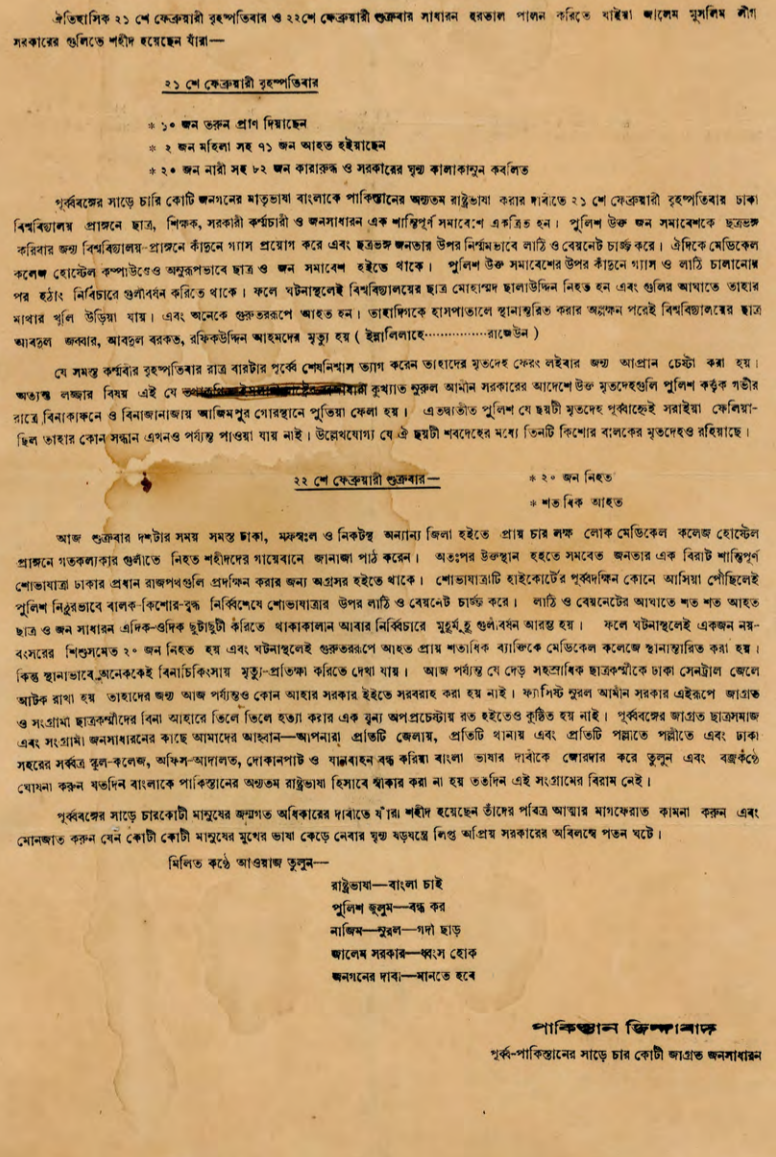 ঐতিহাসিক ২১ শে ফেব্রুয়ারী বৃহস্পতিবার ও ২২শে ফেব্রুয়ারী শুক্রবার সাধারন হরতাল পালন করিতে যাইয়া জালেম মুসলিম লীগ
সরকারের গুলিতে শহীদ হয়েছেন যাঁরা—
২১ শে ফেব্রুয়ারী বৃহস্পতিবার
* ১০ জন তরুন প্রাণ দিয়াছেন
* ২ জন মহিলা সহ ৭১ জন আহত হইয়াছেন
* ২০ জন নারী সহ ৮২ জন কারারুদ্ধ ও সরকারের ঘৃন্য কালাকানুন কবলিত
পূর্ব্ববঙ্গের সাড়ে চারি কোটি জনগনের মাতৃভাষা বাংলাকে পাকিস্তানের অন্যতম রাষ্ট্রভাষা করার দাবীতে ২১ শে ফেব্রুয়ারী বৃহস্পতিবার ঢাকা
বিশ্ববিদ্যালয় প্রাঙ্গনে ছাত্র, শিক্ষক, সরকারী কর্ম্মচারী ও জনসাধারন এক শান্তিপূর্ণ সমাবেশে একত্রিত হন। পুলিশ উক্ত জন সমাবেশকে ছত্রভঙ্গ
করিবার জন্য বিশ্ববিদ্যালয়-প্রাঙ্গনে কাঁদুনে গ্যাস প্রয়োগ করে এবং ছত্রভঙ্গ জনতার উপর নির্ম্মমভাবে লাঠি ও বেয়নেট চার্জ্জ করে। ঐদিকে মেডিকেল
কলেজ হোস্টেল কম্পাউণ্ডেও অনুরূপভাবে ছাত্র ও জন সমাবেশ হইতে থাকে। পুলিশ উক্ত সমাবেশের উপর কাঁদুনে গ্যাস ও লাঠি চালানোর
পর হঠাৎ নির্বিচারে গুলীবর্ষন করিতে থাকে। ফলে ঘটনাস্থলেই বিশ্ববিদ্যালয়ের ছাত্র মোহাম্মদ ছালাউদ্দিন নিহত হন এবং গুলির আঘাতে তাহার
মাথার খুলি উড়িয়া যায়। এবং অনেকে গুরুতররূপে আহত হন। তাহাদিগকে হাসপাতালে স্থানান্তরিত করার অল্পক্ষন পরেই বিশ্ববিদ্যালয়ের ছাত্র
আবদুল জব্বার, আবদুল বরকত, রফিকউদ্দিন আহমদের মৃত্যু হয় ( ইন্নালিলাহে...............রাজেউন )
যে সমস্ত কর্ম্মবীর বৃহস্পতিবার রাত্র বারটার পূর্ব্বে শেষনিশ্বাস ত্যাগ করেন তাহাদের মৃতদেহ ফেরৎ লইবার জন্য আপ্রান চেষ্টা করা হয়।
অত্যন্ত লজ্জার বিষয় এই যে কুখ্যাত নুরুল আমীন সরকারের আদেশে উক্ত মৃতদেহগুলি পুলিশ কর্ত্তৃক গভীর
রাত্রে বিনাকাফনে ও বিনাজানাজায় আজিমপুর গোরস্থানে পুতিয়া ফেলা হয়। এতদ্ব্যতীত পুলিশ যে ছয়টী মৃতদেহ পূর্ব্বাহ্নেই সরাইয়া ফেলিয়া-
ছিল তাহার কোন সন্ধান এখনও পর্য্যন্ত পাওয়া যায় নাই। উল্লেখযোগ্য যে ঐ ছয়টী শবদেহের মধ্যে তিনটি কিশোর বালকের মৃতদেহও রহিয়াছে।
২২ শে ফেব্রুয়ারী শুক্রবার—
* ২০ জন নিহত
* শতাধিক আহত
আজ শুক্রবার দশটার সময় সমস্ত ঢাকা, মফস্বঃল ও নিকটস্থ অন্যান্য জিলা হইতে প্রায় চার লক্ষ লোক মেডিকেল কলেজ হোস্টেল
প্রাঙ্গনে গতকল্যকার গুলীতে নিহত শহীদদের গায়েবানে জানাজা পাঠ করেন। অতঃপর উক্তস্থান হইতে সমবেত জনতার এক বিরাট শান্তিপূর্ণ
শোভাযাত্রা ঢাকার প্রধান রাজপথগুলি প্রদক্ষিন করার জন্য অগ্রসর হইতে থাকে। শোভাযাত্রাটি হাইকোর্টের পূর্ব্বদক্ষিন কোনে আসিয়া পৌঁছিলেই
পুলিশ নিষ্ঠুরভাবে বালক-কিশোর-বৃদ্ধ নির্ব্বিশেষে শোভাযাত্রার উপর লাঠি ও বেয়নেট চার্জ্জ করে। লাঠি ও বেয়নেটের আঘাতে শত শত আহত
ছাত্র ও জন সাধারন এদিক-ওদিক ছুটাছুটী করিতে থাকাকালান আবার নির্বিচারে মুহুর্মুহু গুলীবর্ষন আরম্ভ হয়। ফলে ঘটনাস্থলেই একজন নয়-
বৎসরের শিশুসমেত ২০ জন নিহত হয় এবং ঘটনাস্থলেই গুরুতররূপে আহত প্রায় শতাধিক ব্যাক্তিকে মেডিকেল কলেজে স্থানান্তারিত করা হয়।
কিন্তু স্থানাভাবে অনেককেই বিনাচিকিৎসায় মৃত্যু-প্রতিক্ষা করিতে দেখা যায়। আজ পর্য্যন্ত যে দেড় সহস্রাধিক ছাত্রকর্ম্মীকে ঢাকা সেনট্রাল জেলে
আটক রাখা হয় তাহাদের জন্য আজ পর্য্যন্তও কোন আহার সরকার হইতে সরবরাহ করা হয় নাই। ফ্যাসিস্ট নুরল আমীন সরকার এইরূপে জাগ্রত
ও সংগ্রামী ছাত্রকর্ম্মীদের বিনা আহারে তিলে তিলে হত্যা করার এক ঘৃন্য অপপ্রচেষ্টায় রত হইতেও কুষ্ঠিত হয় নাই। পূর্ব্ববঙ্গের জাগ্রত ছাত্রসমাজ
এবং সংগ্রামী জনসাধারনের কাছে আমাদের আহ্বান—আপনারা প্রতিটি জেলায়, প্রতিটি থানায় এবং প্রতিটি পল্লীতে পল্লীতে এবং ঢাকা
সহরের সর্ব্বত্র স্কুল-কলেজ, অফিস-আদালত, দোকানপাট ও যানবাহন বন্ধ করিয়া বাংলা ভাষার দাবীকে জোরদার করে তুলুন এবং বজ্রকণ্ঠে
ঘোষনা করুন যতদিন বাংলাকে পাকিস্তানের অন্যতম রাষ্ট্রভাষা হিসাবে স্বীকার করা না হয় ততদিন এই সংগ্রামের বিরাম নেই।
পূর্ব্ববঙ্গের সাড়ে চারকোটী মানুষের জন্মগত অধিকারের দাবীতে যাঁরা শহীদ হয়েছেন তাঁদের পবিত্র আত্মার মাগফেরাত কামনা করুন এবং
মোনজাত করুন যেন কোটী কোটী মানুষের মুখের ভাষা কেড়ে নেবার ঘৃন্য ষড়যন্ত্রে লিপ্ত অপ্রিয় সরকারের অবিলম্বে পতন ঘটে।
মিলিত কণ্ঠে আওয়াজ তুলুন—
রাষ্ট্রভাষা—বাংলা চাই
পুলিশ জুলুম—বন্ধ কর
নাজিম—নুরল—গদী ছাড়
জালেম সরকার—ধ্বংস হোক
জনগনের দাবী—মানতে হবে
পাকিস্তান জিন্দাবাদ
পূর্ব্ব-পাকিস্তানের সাড়ে চার কোটী জাগ্রত জনসাধারন